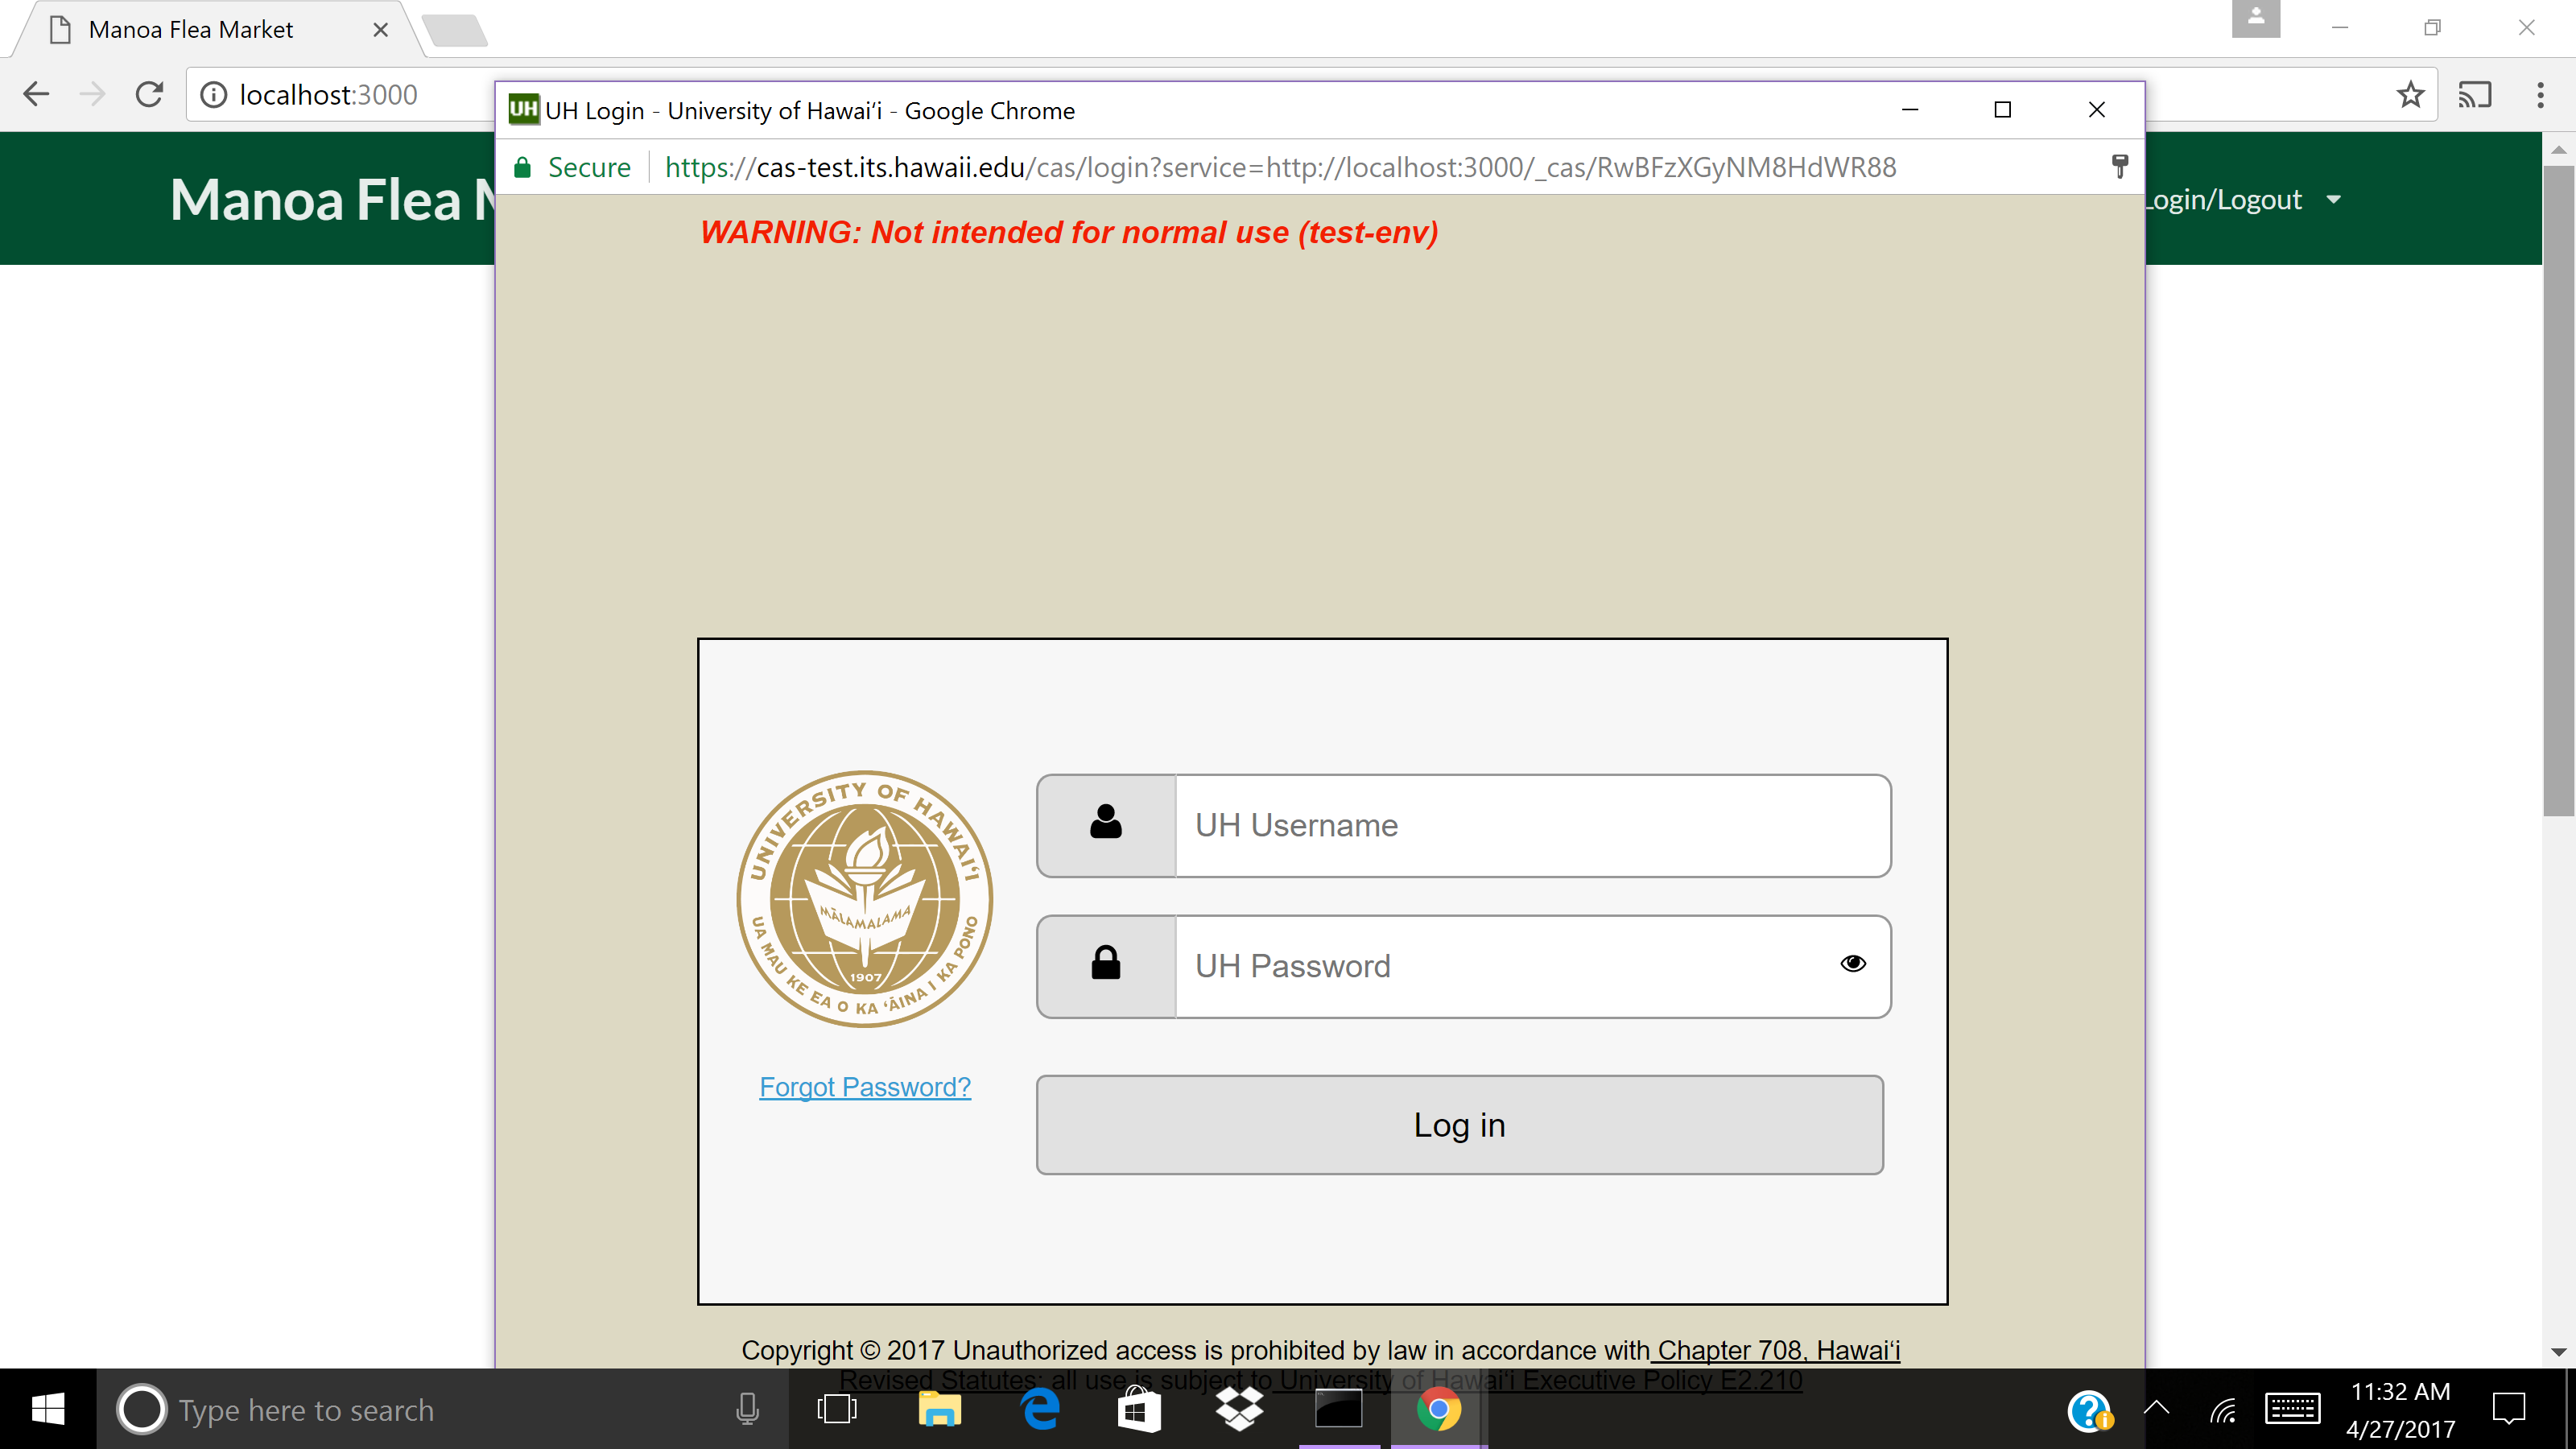 Manoa Flea Market
localhost:3000
UH UH Login - University of Hawaiʻi - Google Chrome
Secure https://cas-test.its.hawaii.edu/cas/login?service=http://localhost:3000/_cas/RwBFzXGyNM8HdWR88
Manoa Flea M
Login/Logout
WARNING: Not intended for normal use (test-env)
UNIVERSITY OF HAWAIʻI
MĀLAMALAMA
1907
UA MAU KE EA O KA ʻĀINA I KA PONO
UH Username
UH Password
Forgot Password?
Log in
Copyright © 2017 Unauthorized access is prohibited by law in accordance with Chapter 708, Hawaiʻi
Revised Statutes; all use is subject to University of Hawaiʻi Executive Policy E2.210
Type here to search
11:32 AM
4/27/2017